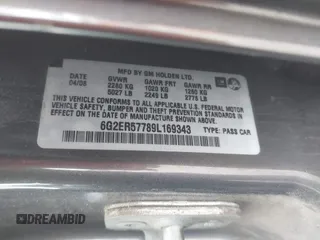 MFD BY GM HOLDEN LTD.
DATE GVWR GAWR FRT GAWR RR
04/08 2280 KG 1020 KG 1260 KG
5027 LB 2249 LB 2778 LB
THIS VEHICLE CONFORMS TO ALL APPLICABLE U.S. FEDERAL MOTOR
VEHICLE SAFETY, BUMPER, AND THEFT PREVENTION STANDARDS
IN EFFECT ON THE DATE OF MANUFACTURE SHOWN ABOVE.
6G2ER57789L169343 TYPE: PASS CAR
DREAMBID